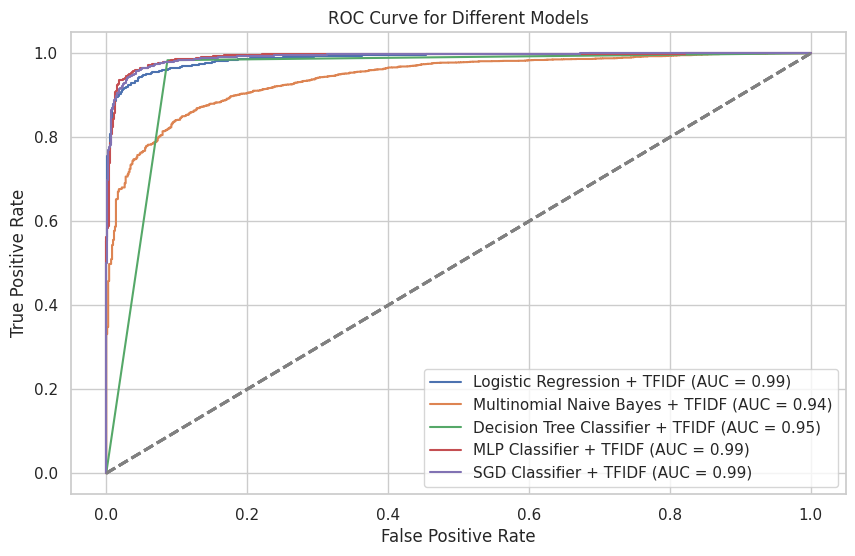 ROC Curve for Different Models
True Positive Rate
1.0
0.8
0.6
0.4
0.2
0.0
Logistic Regression + TFIDF (AUC = 0.99)
Multinomial Naive Bayes + TFIDF (AUC = 0.94)
Decision Tree Classifier + TFIDF (AUC = 0.95)
MLP Classifier + TFIDF (AUC = 0.99)
SGD Classifier + TFIDF (AUC = 0.99)
0.0 0.2 0.4 0.6 0.8 1.0
False Positive Rate